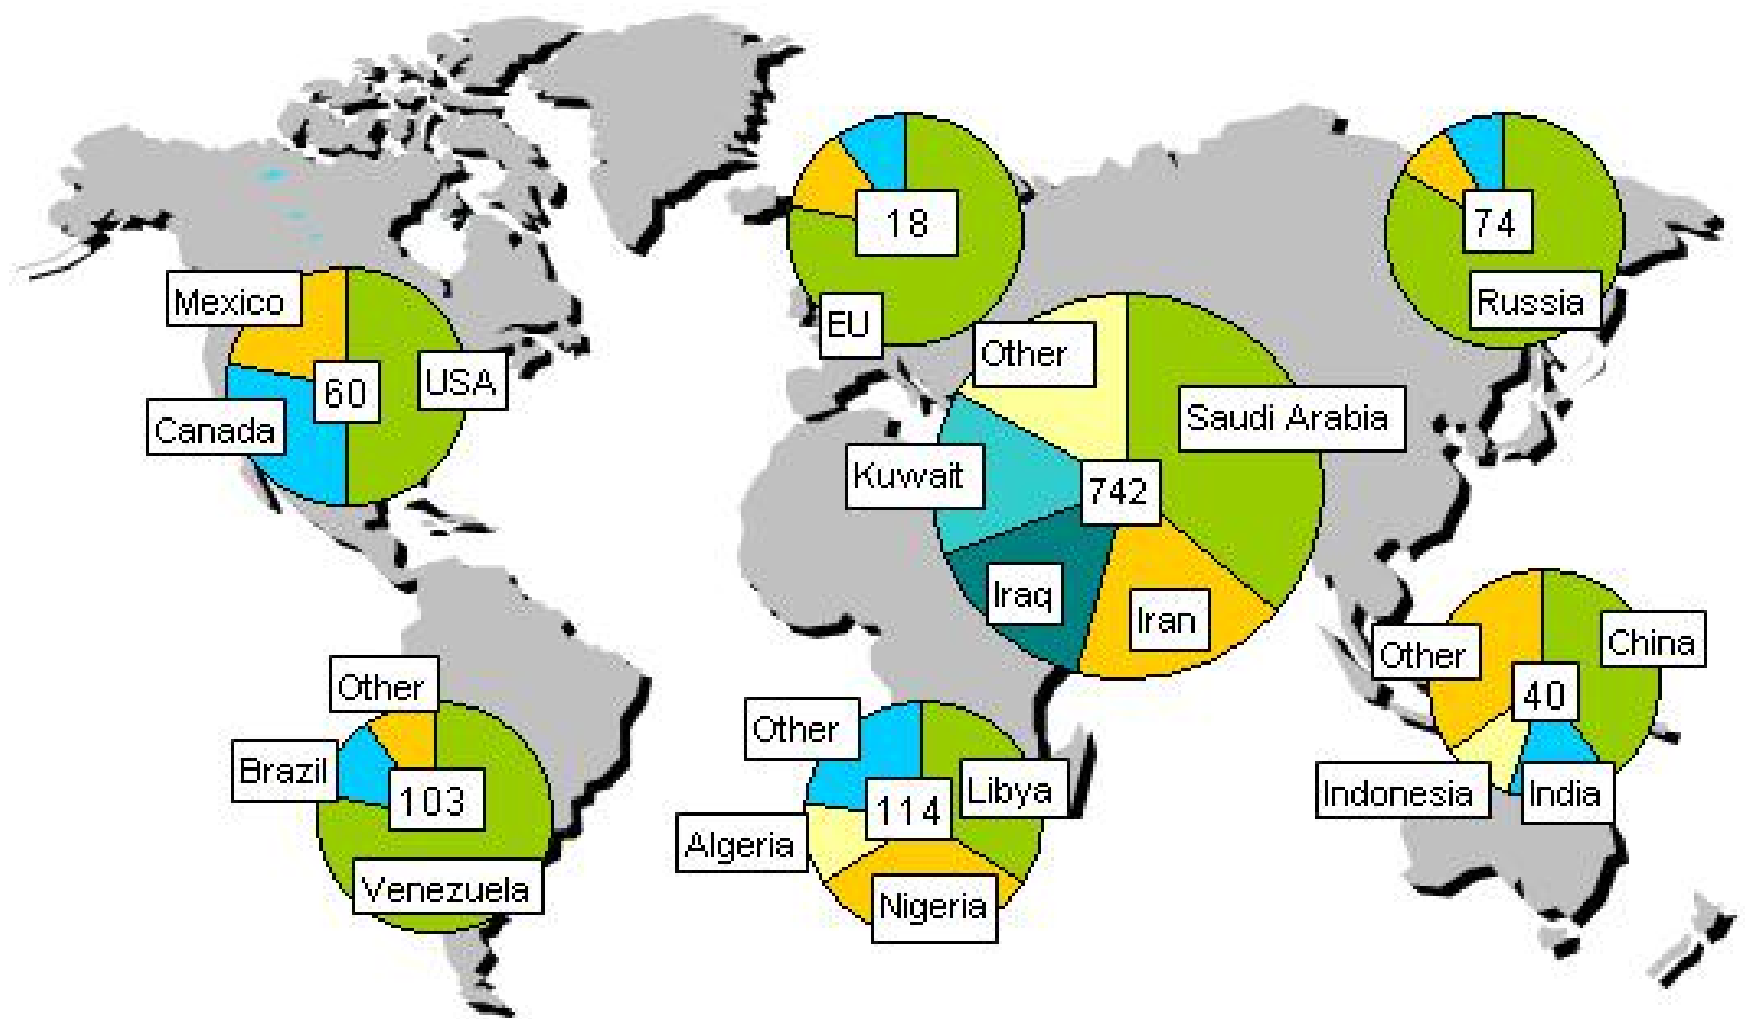 18
EU
74
Russia
Mexico
USA
60
Canada
Other
Saudi Arabia
Kuwait
742
Iraq
Iran
Other
Brazil
103
Venezuela
Other
Libya
114
Algeria
Nigeria
Other
China
40
Indonesia
India